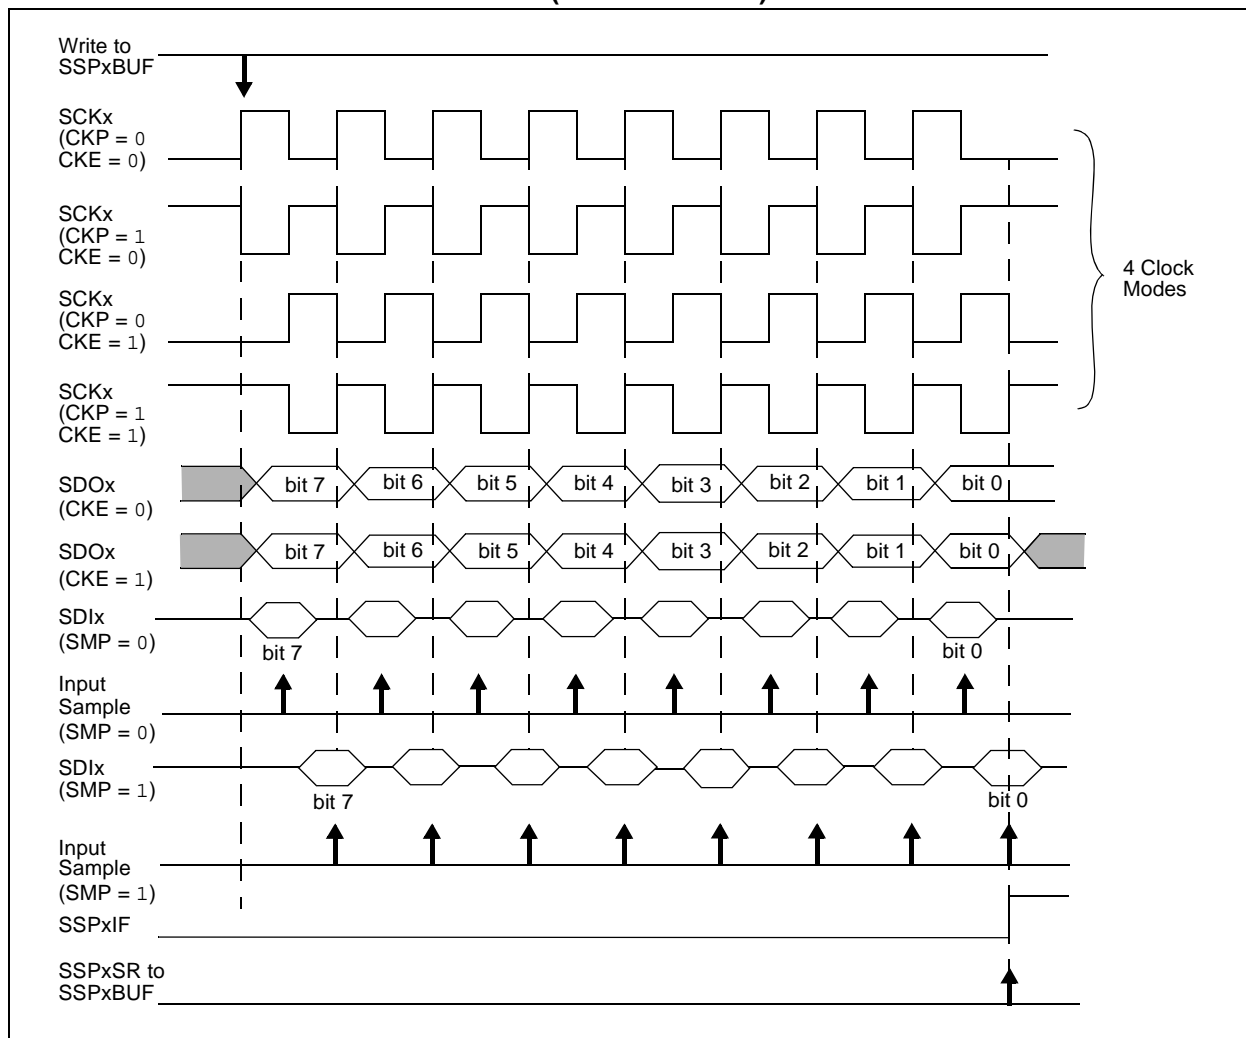 Write to
SSPxBUF
SCKx
(CKP = 0
CKE = 0)
SCKx
(CKP = 1
CKE = 0)
4 Clock
Modes
SCKx
(CKP = 0
CKE = 1)
SCKx
(CKP = 1
CKE = 1)
SDOx
(CKE = 0)
bit 7 bit 6 bit 5 bit 4 bit 3 bit 2 bit 1 bit 0
SDOx
(CKE = 1)
bit 7 bit 6 bit 5 bit 4 bit 3 bit 2 bit 1 bit 0
SDIx
(SMP = 0)
bit 7 bit 0
Input
Sample
(SMP = 0)
SDIx
(SMP = 1)
bit 7 bit 0
Input
Sample
(SMP = 1)
SSPxIF
SSPxSR to
SSPxBUF